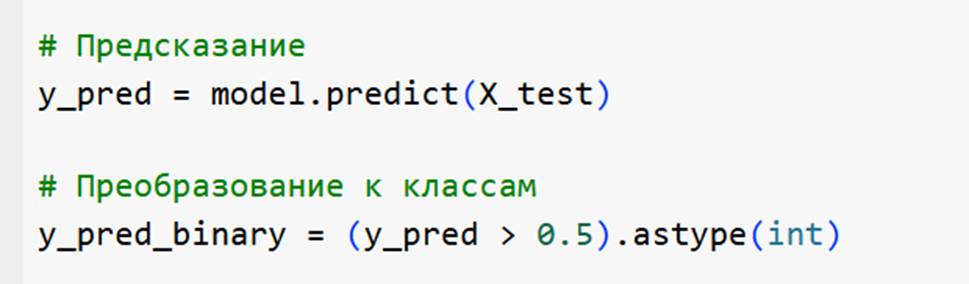 # Предсказание
y_pred = model.predict(X_test)
# Преобразование к классам
y_pred_binary = (y_pred > 0.5).astype(int)